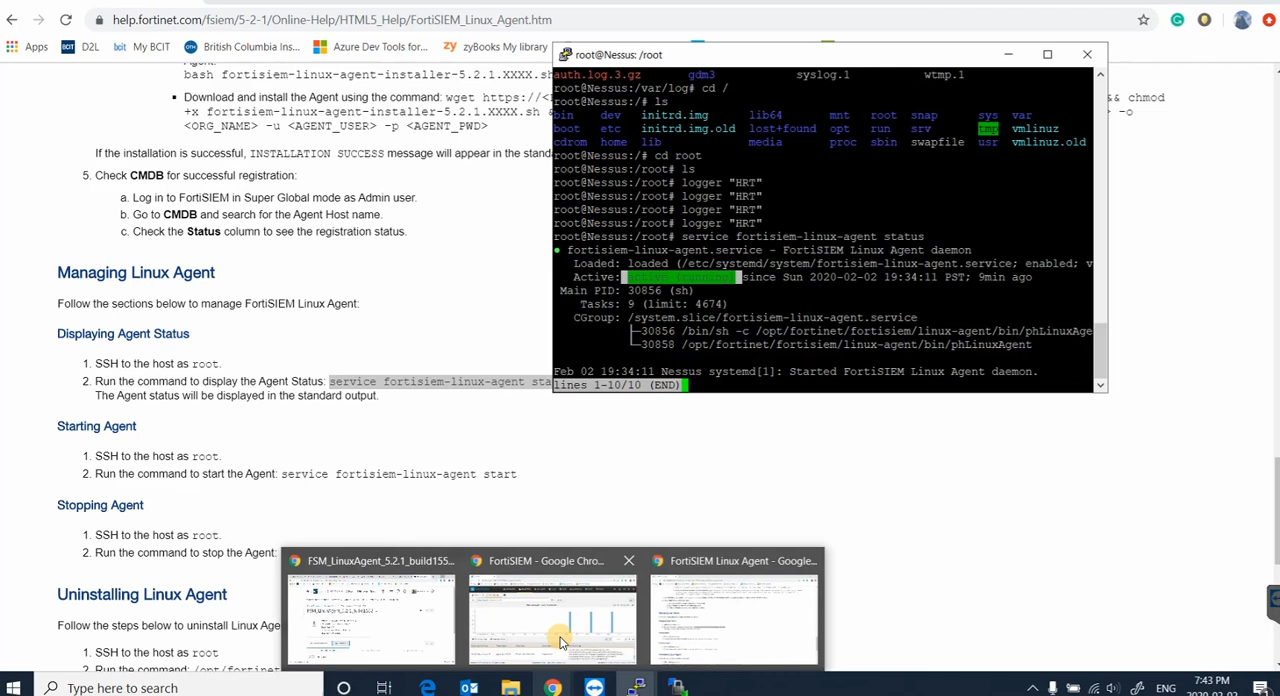 help.fortinet.com/fsiem/5-2-1/Online-Help/HTML5_Help/FortiSIEM_Linux_Agent.htm
Apps D2L My BCIT British Columbia Ins... Azure Dev Tools for... zyBooks My library
BCIT bcit zy
Agent:
bash fortisiem-linux-agent-installer-5.2.1.XXXX.sh
Download and install the Agent using the command: wget https://< && chmod
+x fortisiem-linux-agent-installer-5.2.1.XXXX.sh -o
<ORG_NAME> -u <AGENT_USER> -p <AGENT_PWD>
If the installation is successful, INSTALLATION SUCCESS message will appear in the stand
5. Check CMDB for successful registration:
a. Log in to FortiSIEM in Super Global mode as Admin user.
b. Go to CMDB and search for the Agent Host name.
c. Check the Status column to see the registration status.
Managing Linux Agent
Follow the sections below to manage FortiSIEM Linux Agent:
Displaying Agent Status
1. SSH to the host as root.
2. Run the command to display the Agent Status: service fortisiem-linux-agent sta
The Agent status will be displayed in the standard output.
Starting Agent
1. SSH to the host as root.
2. Run the command to start the Agent: service fortisiem-linux-agent start
Stopping Agent
1. SSH to the host as root.
2. Run the command to stop the Agent:
Uninstalling Linux Agent
Follow the steps below to uninstall Linux Age
1. SSH to the host as root
2. Run the command: /opt/fortinet
root@Nessus: /root
auth.log.3.gz gdm3 syslog.1 wtmp.1
root@Nessus:/var/log# cd /
root@Nessus:/# ls
bin dev initrd.img lib64 mnt root snap sys var
boot etc initrd.img.old lost+found opt run srv tmp vmlinuz
cdrom home lib media proc sbin swapfile usr vmlinuz.old
root@Nessus:/# cd root
root@Nessus:/root# ls
root@Nessus:/root# logger "HRT"
root@Nessus:/root# logger "HRT"
root@Nessus:/root# logger "HRT"
root@Nessus:/root# logger "HRT"
root@Nessus:/root# service fortisiem-linux-agent status
● fortisiem-linux-agent.service - FortiSIEM Linux Agent daemon
Loaded: loaded (/etc/systemd/system/fortisiem-linux-agent.service; enabled; v
Active: active (running) since Sun 2020-02-02 19:34:11 PST; 9min ago
Main PID: 30856 (sh)
Tasks: 9 (limit: 4674)
CGroup: /system.slice/fortisiem-linux-agent.service
├─30856 /bin/sh -c /opt/fortinet/fortisiem/linux-agent/bin/phLinuxAge
└─30858 /opt/fortinet/fortisiem/linux-agent/bin/phLinuxAgent
Feb 02 19:34:11 Nessus systemd[1]: Started FortiSIEM Linux Agent daemon.
lines 1-10/10 (END)
FSM_LinuxAgent_5.2.1_build155... FortiSIEM - Google Chro... FortiSIEM Linux Agent - Google...
Type here to search
ENG
7:43 PM